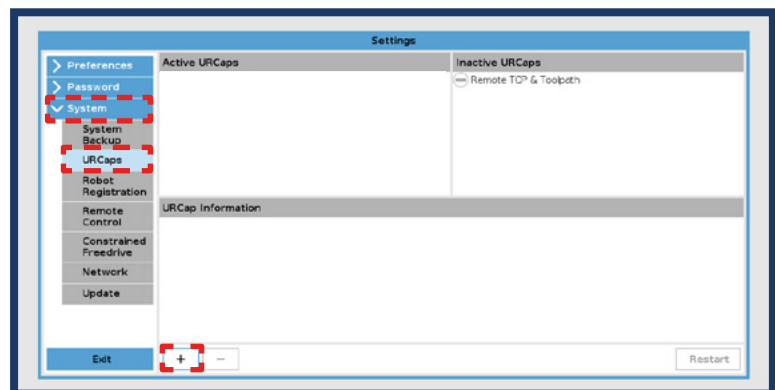 Settings
Preferences
Password
System
System
Backup
URCaps
Robot
Registration
Remote
Control
Constrained
Freedrive
Network
Update
Exit
Active URCaps
Inactive URCaps
Remote TCP & Toolpath
URCap Information
+
−
Restart